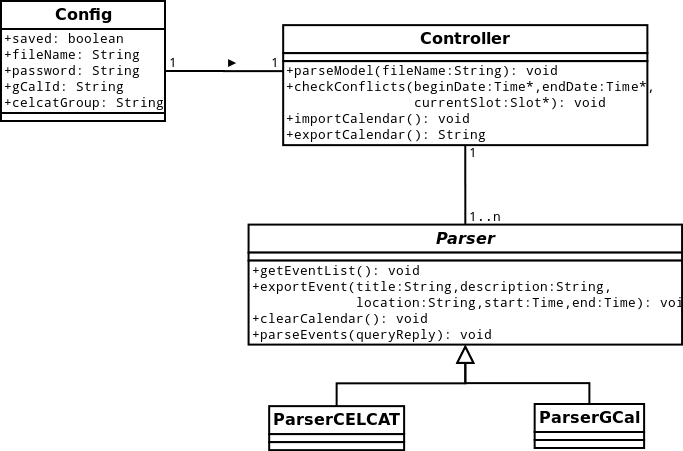 Config
+saved: boolean
+fileName: String
+password: String
+gCalId: String
+celcatGroup: String
1
1
Controller
+parseModel(fileName:String): void
+checkConflicts(beginDate:Time*,endDate:Time*,
currentSlot:Slot*): void
+importCalendar(): void
+exportCalendar(): String
1
1..n
Parser
+getEventList(): void
+exportEvent(title:String,description:String,
location:String,start:Time,end:Time): voi
+clearCalendar(): void
+parseEvents(queryReply): void
ParserCELCAT
ParserGCal